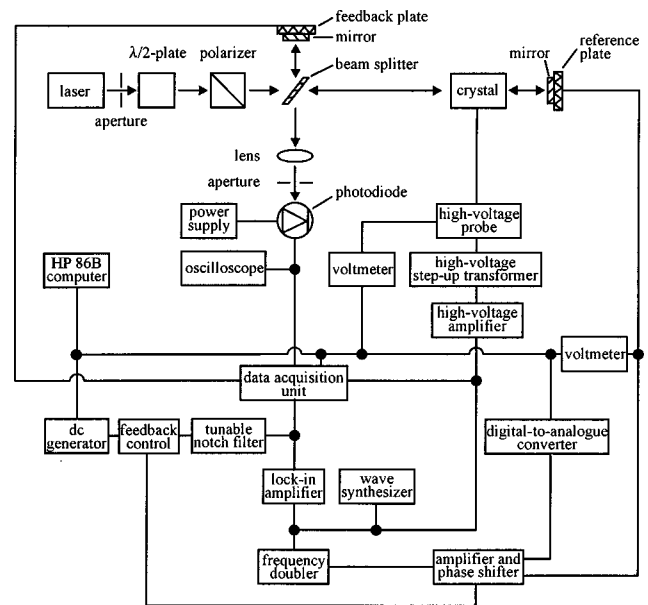 feedback plate
mirror
λ/2-plate
polarizer
beam splitter
mirror
reference
plate
laser
crystal
aperture
lens
aperture
photodiode
power
supply
high-voltage
probe
HP 86B
computer
oscilloscope
voltmeter
high-voltage
step-up transformer
high-voltage
amplifier
voltmeter
data acquisition
unit
dc
generator
feedback
control
tunable
notch filter
digital-to-analogue
converter
lock-in
amplifier
wave
synthesizer
frequency
doubler
amplifier and
phase shifter